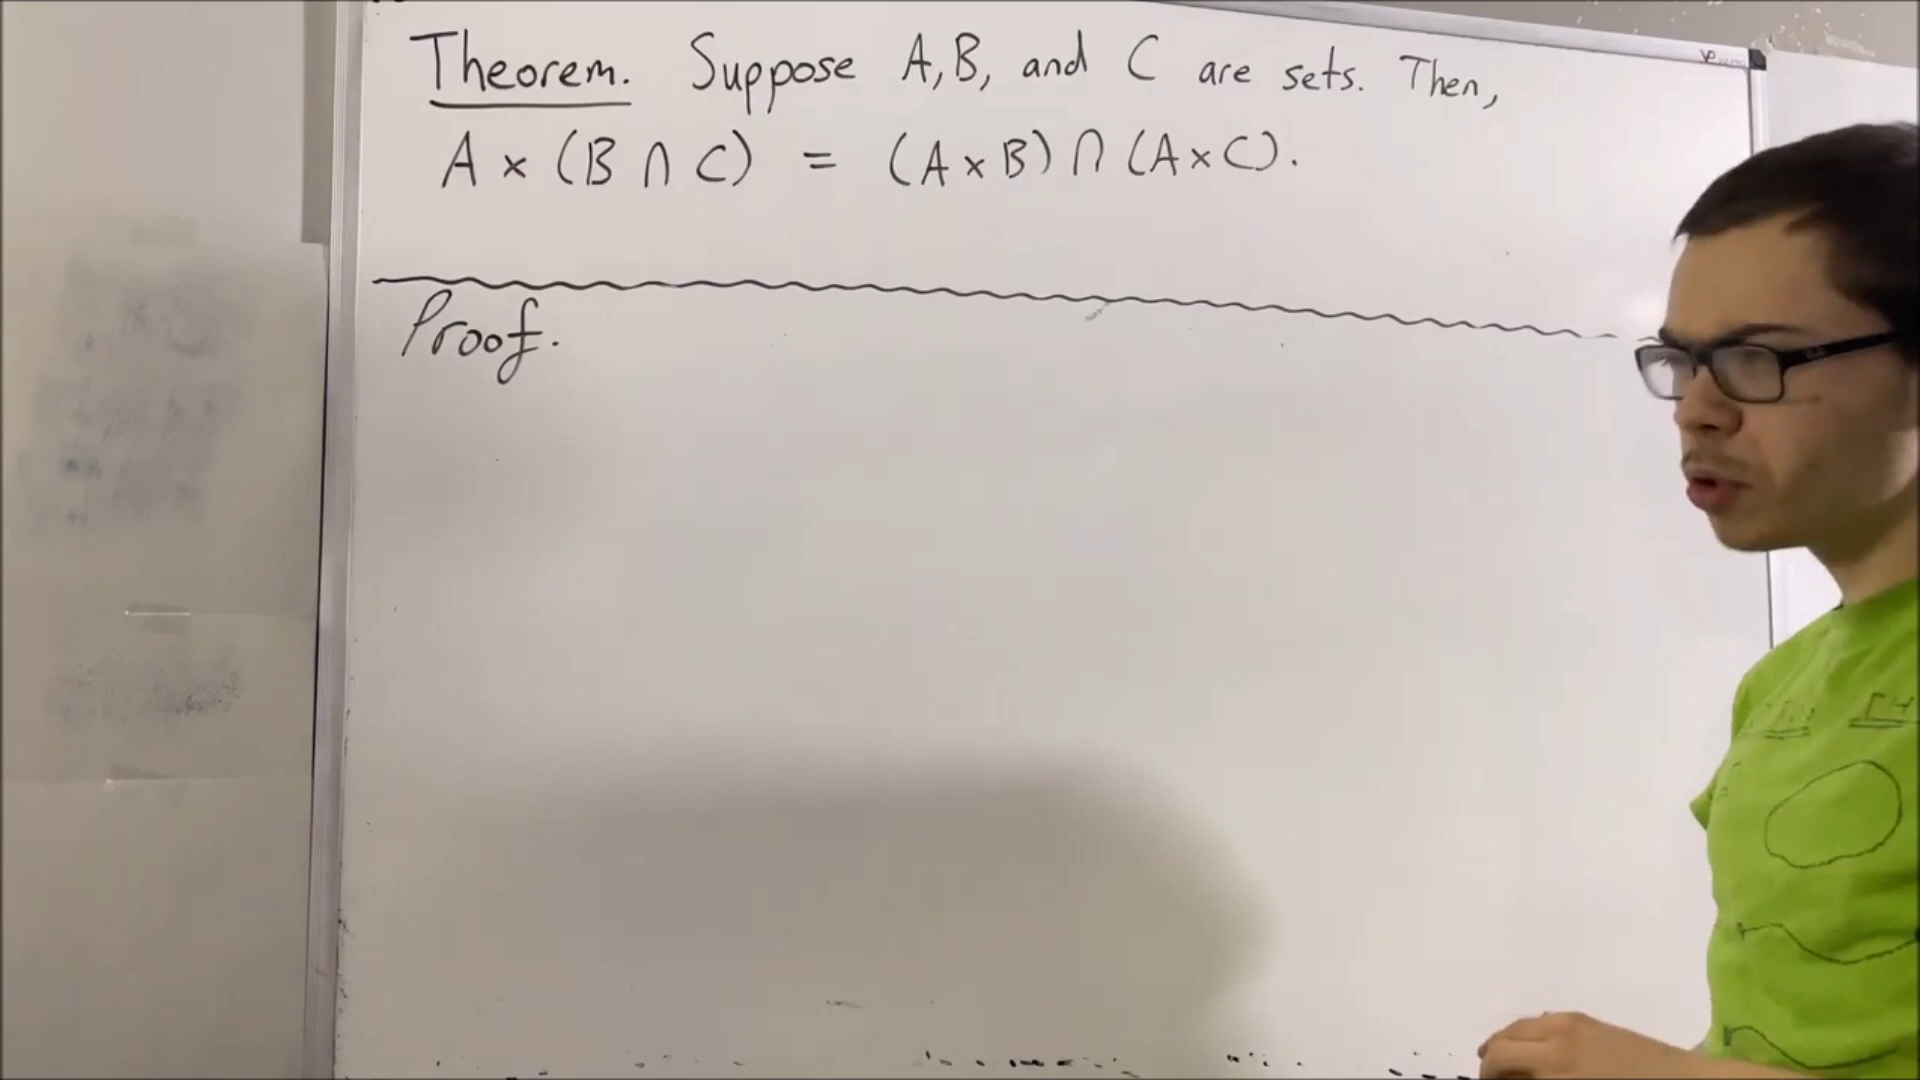 Theorem. Suppose A, B, and C are sets. Then,
A × (B ∩ C) = (A × B) ∩ (A × C).
Proof.